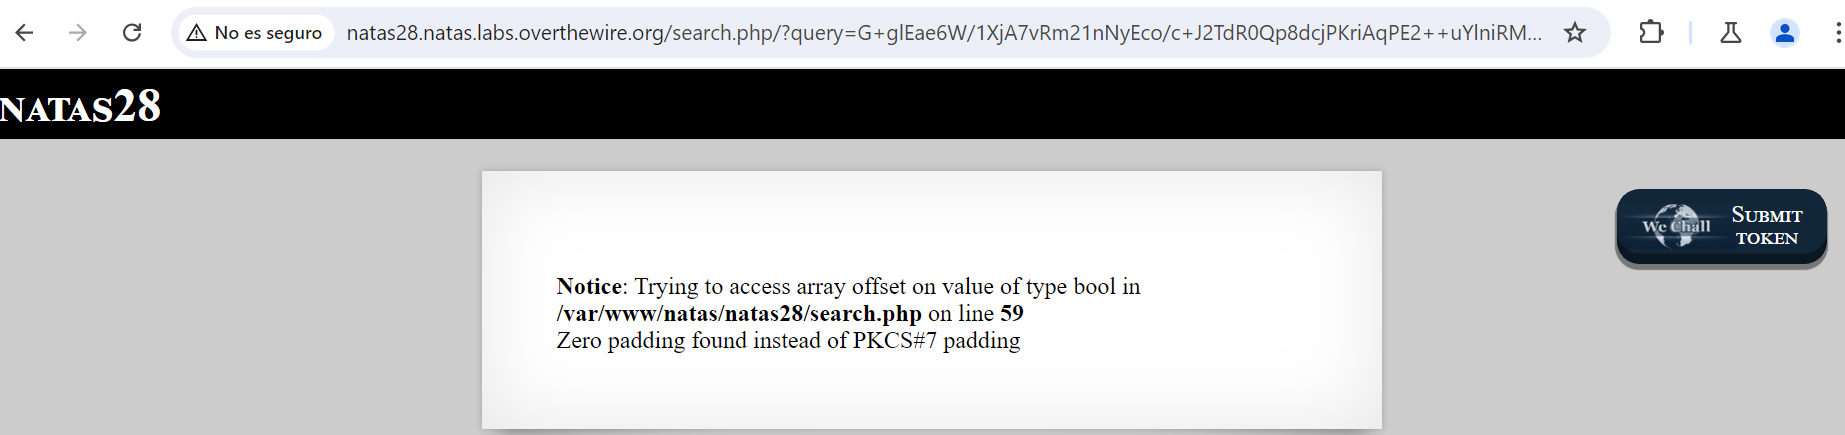 No es seguro
natas28.natas.labs.overthewire.org/search.php/?query=G+glEae6W/1XjA7vRm21nNyEco/c+J2TdR0Qp8dcjPKriAqPE2++uYlniRM...
NATAS28
We Chall
SUBMIT
TOKEN
Notice: Trying to access array offset on value of type bool in
/var/www/natas/natas28/search.php on line 59
Zero padding found instead of PKCS#7 padding